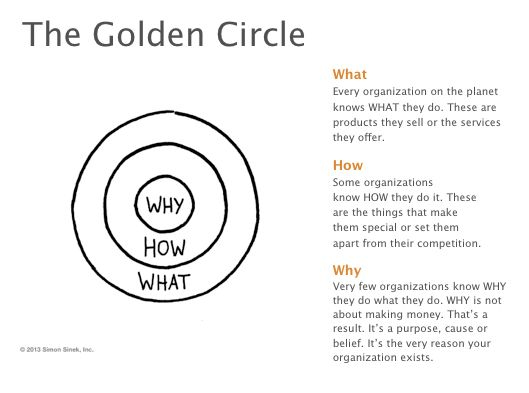 The Golden Circle
What
Every organization on the planet
knows WHAT they do. These are
products they sell or the services
they offer.
How
Some organizations
know HOW they do it. These
are the things that make
them special or set them
apart from their competition.
Why
Very few organizations know WHY
they do what they do. WHY is not
about making money. That's a
result. It's a purpose, cause or
belief. It's the very reason your
organization exists.
WHY
HOW
WHAT
© 2013 Simon Sinek, Inc.